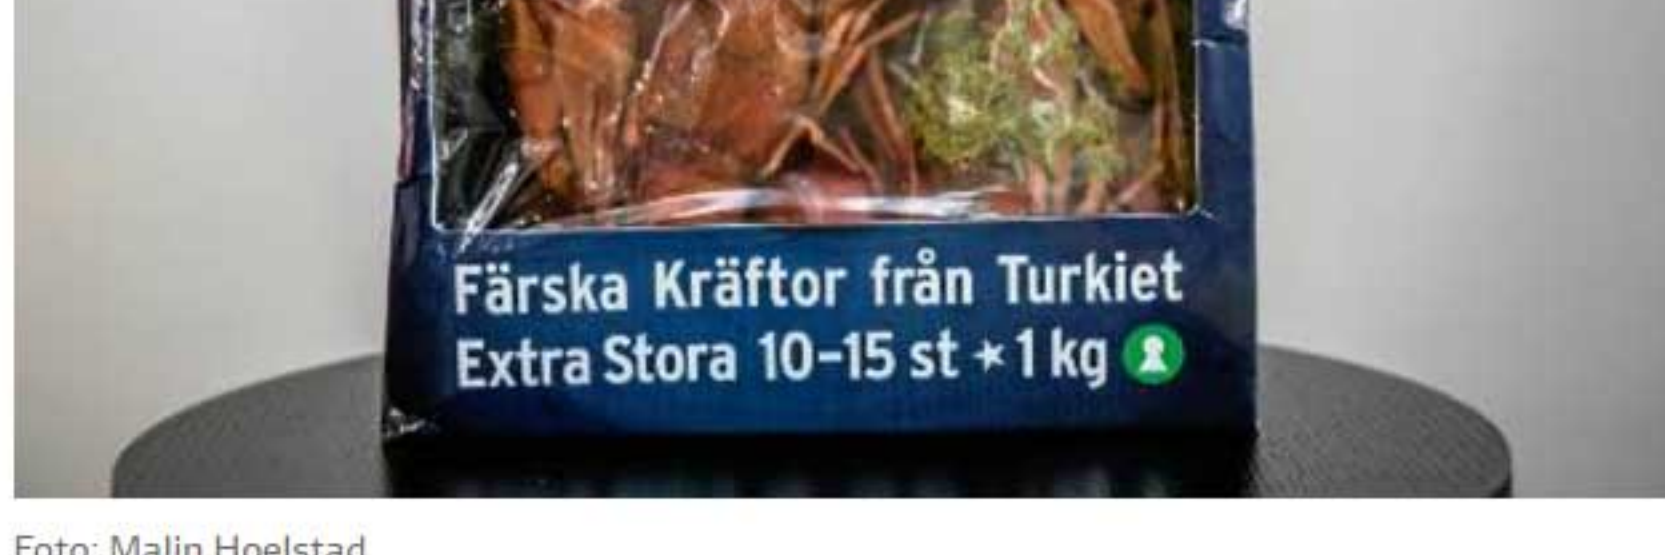 Färska Kräftor från Turkiet
Extra Stora 10-15 st ★ 1 kg
Foto: Malin Hoelstad